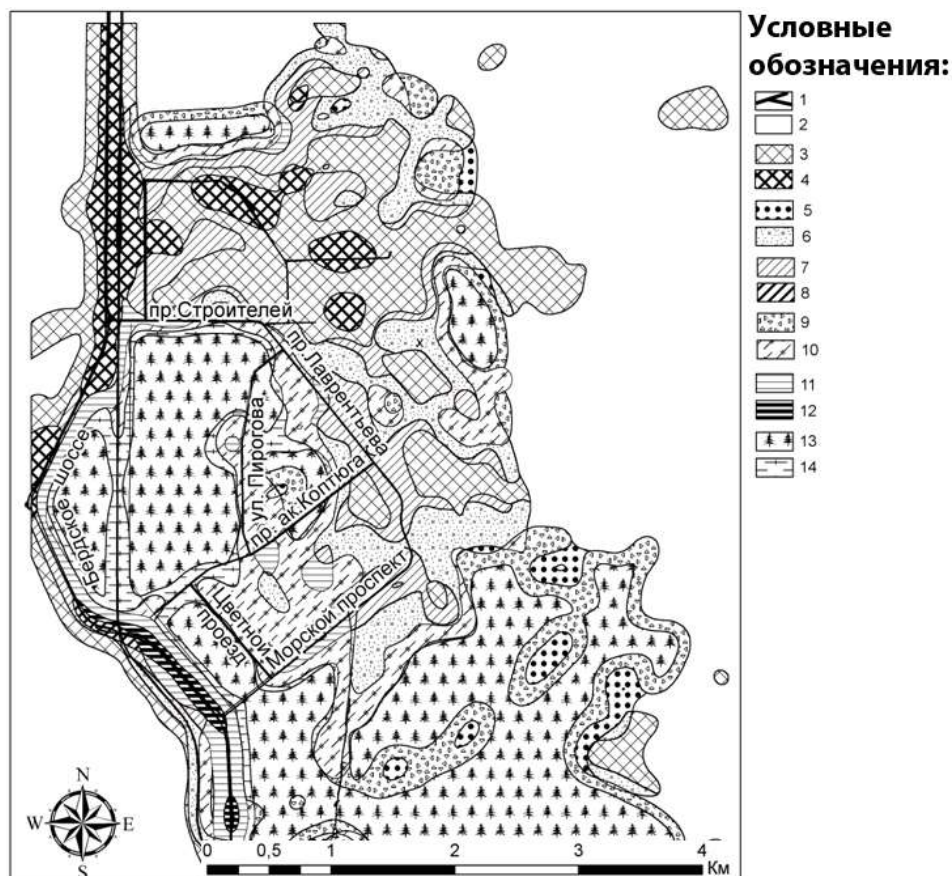 Условные
обозначения:
1
2
3
4
5
6
7
8
9
10
11
12
13
14
пр.Строителей
пр.Лаврентьева
ул. Пирогова
Бердское шоссе
пр. ак.Коптюга
Цветной
проезд
Морской проспект
x
N
W
E
S
0
0,5
1
2
3
4
Км